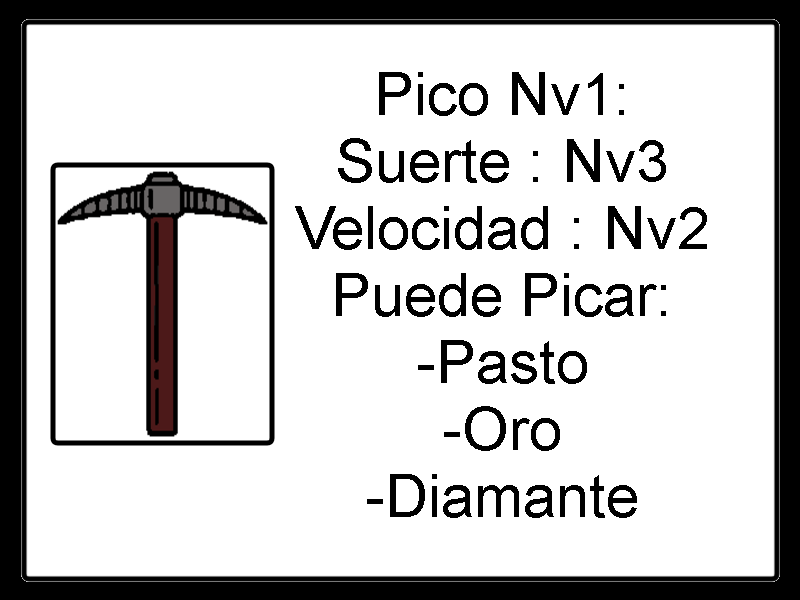 Pico Nv1:
Suerte : Nv3
Velocidad : Nv2
Puede Picar:
-Pasto
-Oro
-Diamante